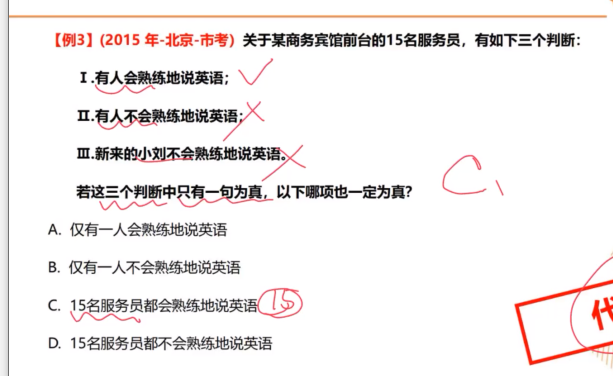 【例3】(2015 年-北京-市考）关于某商务宾馆前台的15名服务员，有如下三个判断：
Ⅰ.有人会熟练地说英语；
Ⅱ.有人不会熟练地说英语；
Ⅲ.新来的小刘不会熟练地说英语。
若这三个判断中只有一句为真，以下哪项也一定为真？
C
A. 仅有一人会熟练地说英语
B. 仅有一人不会熟练地说英语
C. 15名服务员都会熟练地说英语 15
D. 15名服务员都不会熟练地说英语